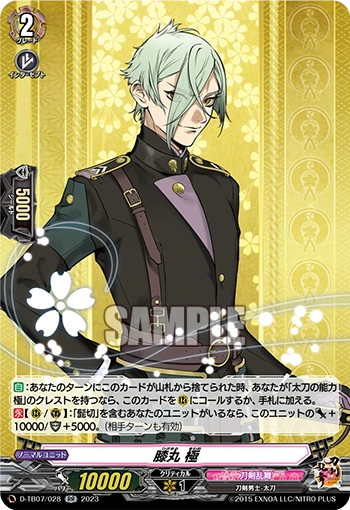 2
グレード
インターセプト
5000
シールド
SAMPLE
自：あなたのターンにこのカードが山札から捨てられた時、あなたが「太刀の能力
極」のクレストを持つなら、このカードを Ⓡ にコールするか、手札に加える。
永【Ⓡ/Ⓖ】：「髭切」を含むあなたのユニットがいるなら、このユニットの＋
10000/＋5000。（相手ターンも有効）
ノーマルユニット
ひざまる きわめ
膝丸 極
パワー 10000
クリティカル
1
刀剣乱舞
刀剣男士・太刀
D-TB07/028 RR 2023
©2015 EXNOA LLC/NITRO PLUS